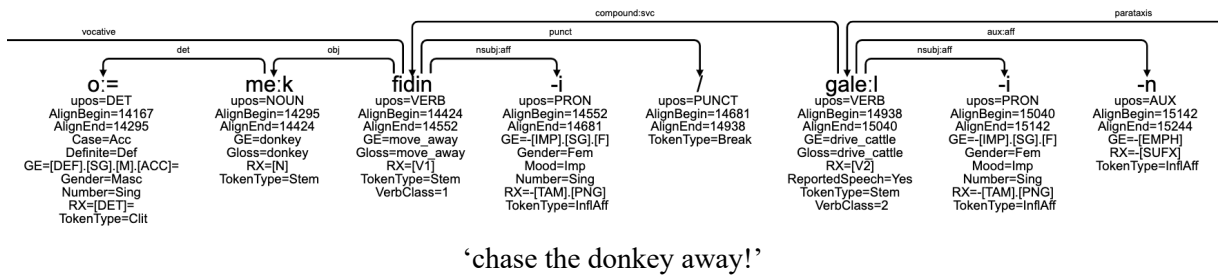 compound:svc parataxis
vocative punct aux:aff
det obj nsubj:aff nsubj:aff
o:= me:k fidin -i / gale:l -i -n
upos=DET upos=NOUN upos=VERB upos=PRON upos=PUNCT upos=VERB upos=PRON upos=AUX
AlignBegin=14167 AlignBegin=14295 AlignBegin=14424 AlignBegin=14552 AlignBegin=14681 AlignBegin=14938 AlignBegin=15040 AlignBegin=15142
AlignEnd=14295 AlignEnd=14424 AlignEnd=14552 AlignEnd=14681 AlignEnd=14938 AlignEnd=15040 AlignEnd=15142 AlignEnd=15244
Case=Acc GE=donkey GE=move_away GE=-[IMP].[SG].[F] TokenType=Break GE=drive_cattle GE=-[IMP].[SG].[F] GE=-[EMPH]
Definite=Def Gloss=donkey Gloss=move_away Gender=Fem Gloss=drive_cattle Gender=Fem RX=-[SUFX]
GE=[DEF].[SG].[M].[ACC]= RX=[N] RX=[V1] Mood=Imp ReportedSpeech=Yes Mood=Imp TokenType=InflAff
Gender=Masc TokenType=Stem TokenType=Stem Number=Sing RX=[V2] Number=Sing
Number=Sing VerbClass=1 RX=-[TAM].[PNG] TokenType=Stem RX=-[TAM].[PNG]
RX=[DET]= TokenType=InflAff VerbClass=2 TokenType=InflAff
TokenType=Clit
‘chase the donkey away!’